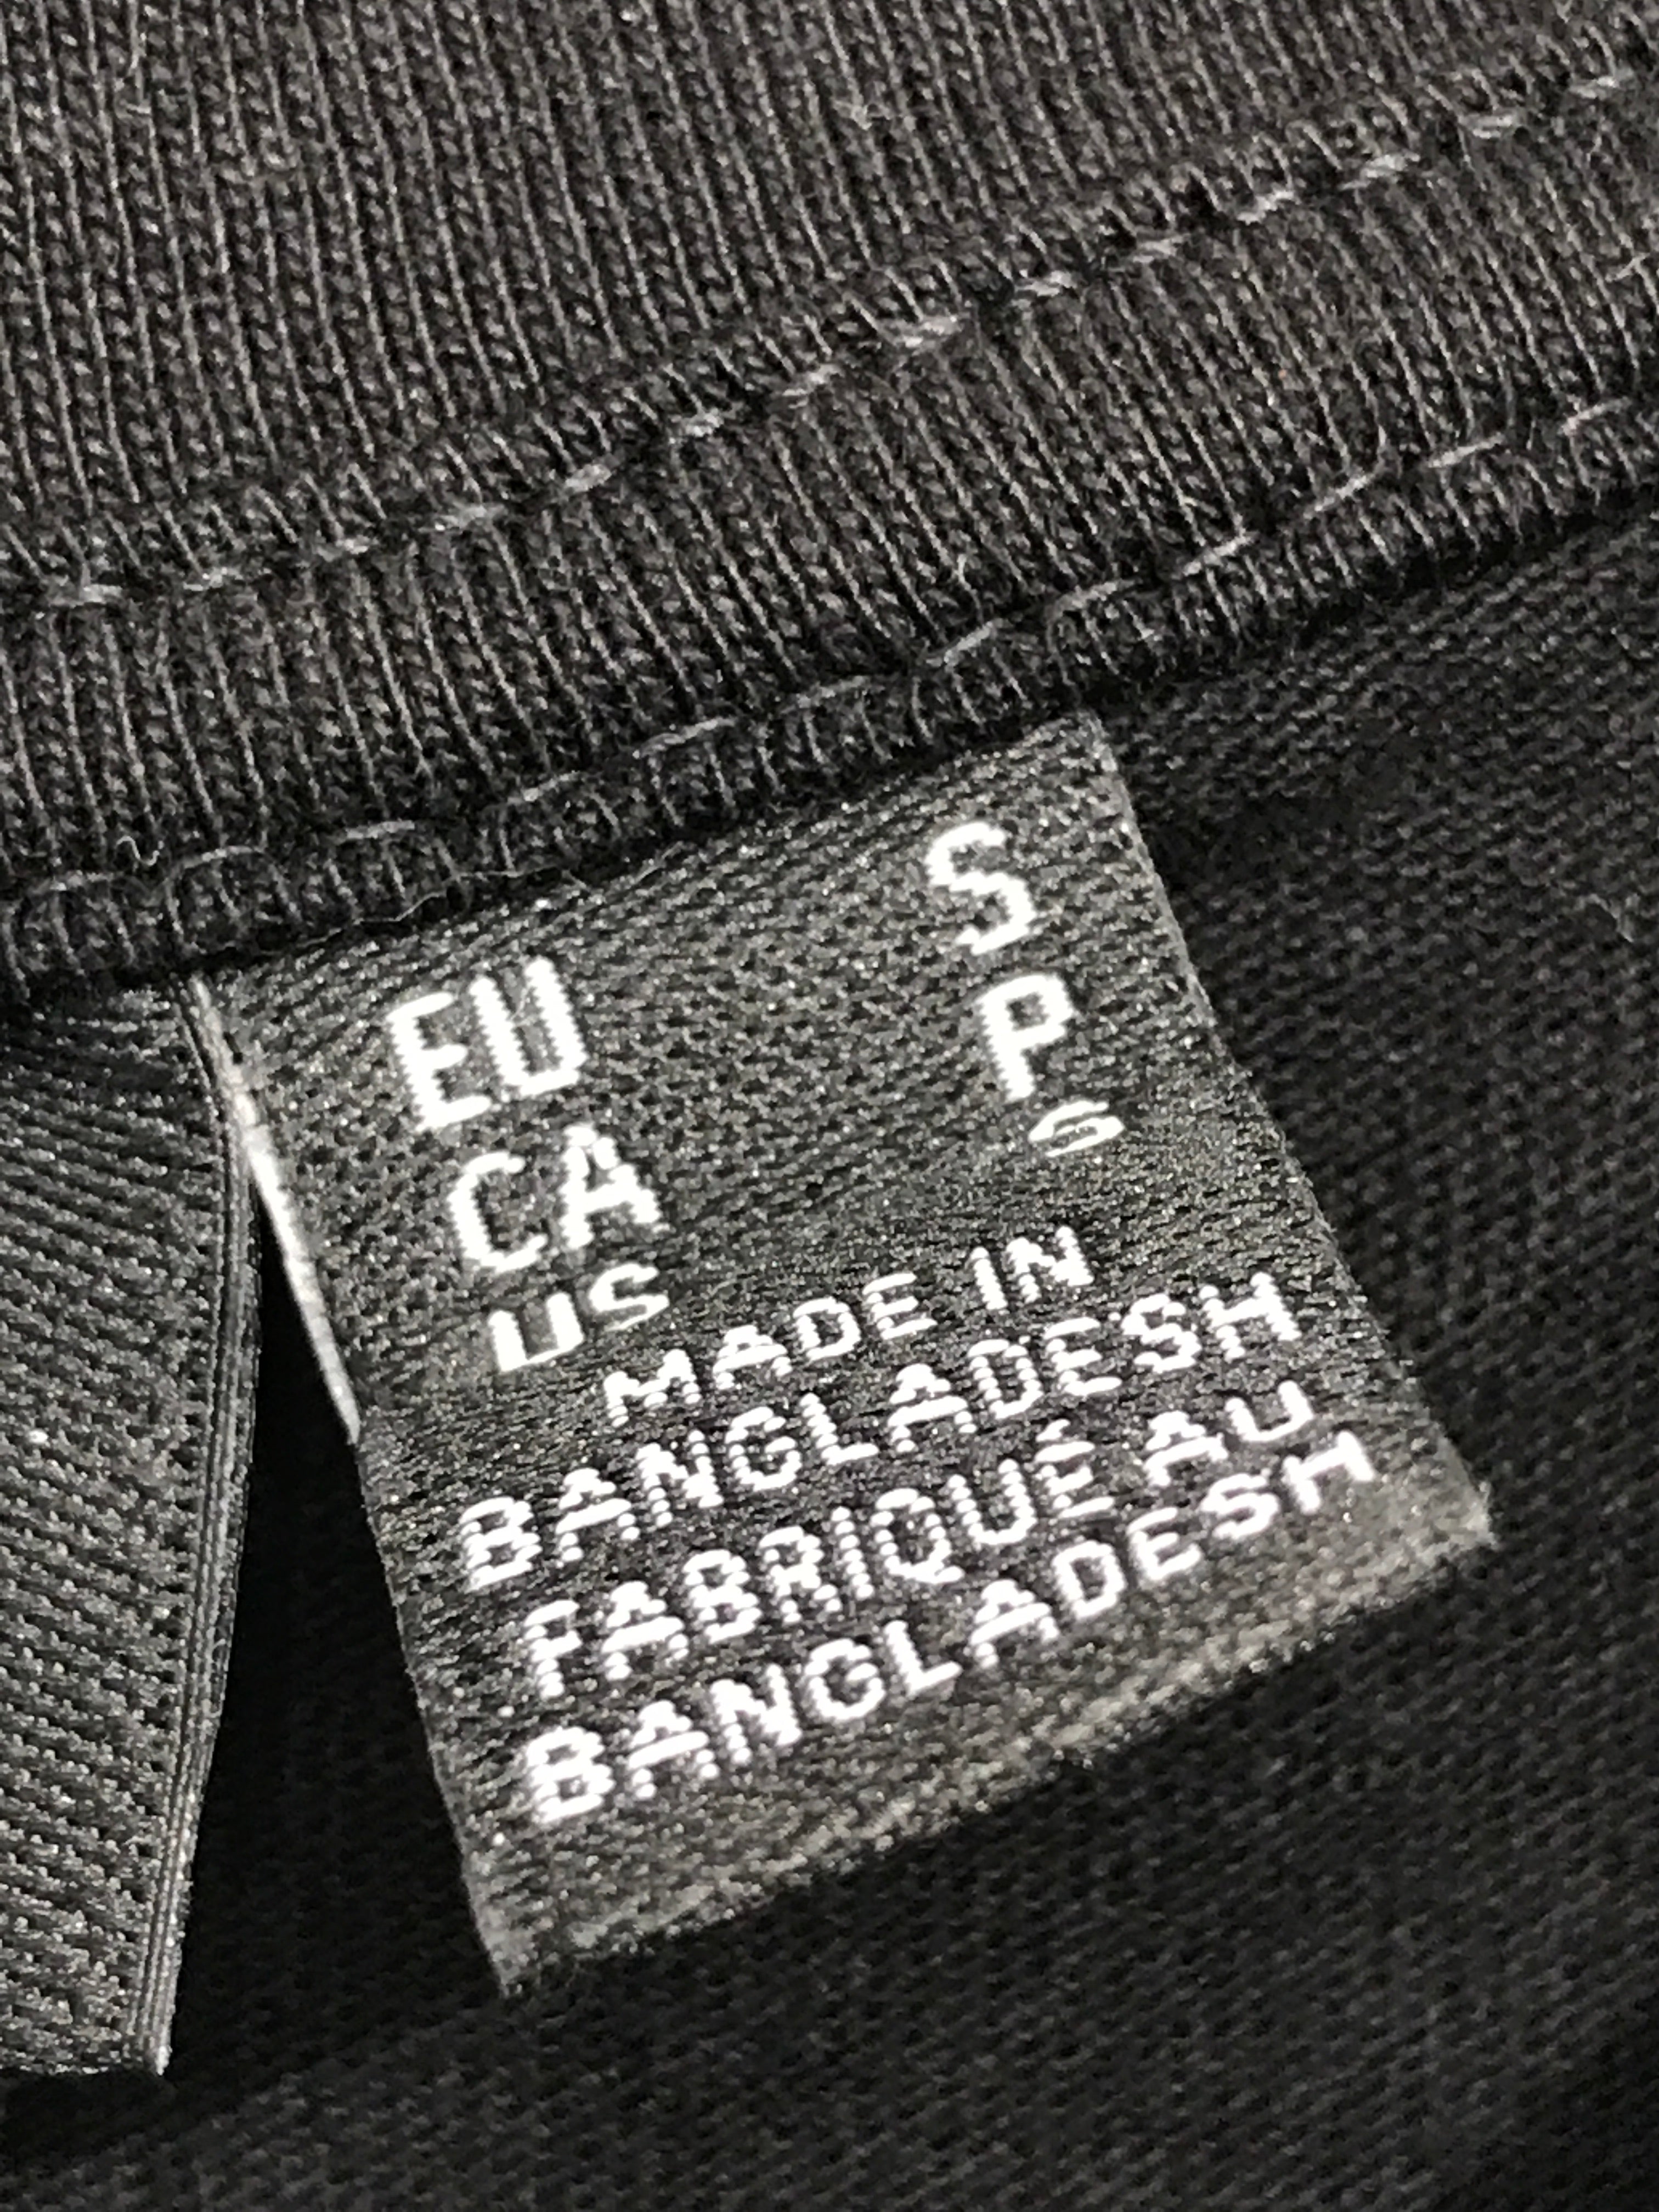 EU S
CA P
US S
MADE IN
BANGLADESH
FABRIQUÉ AU
BANGLADESH